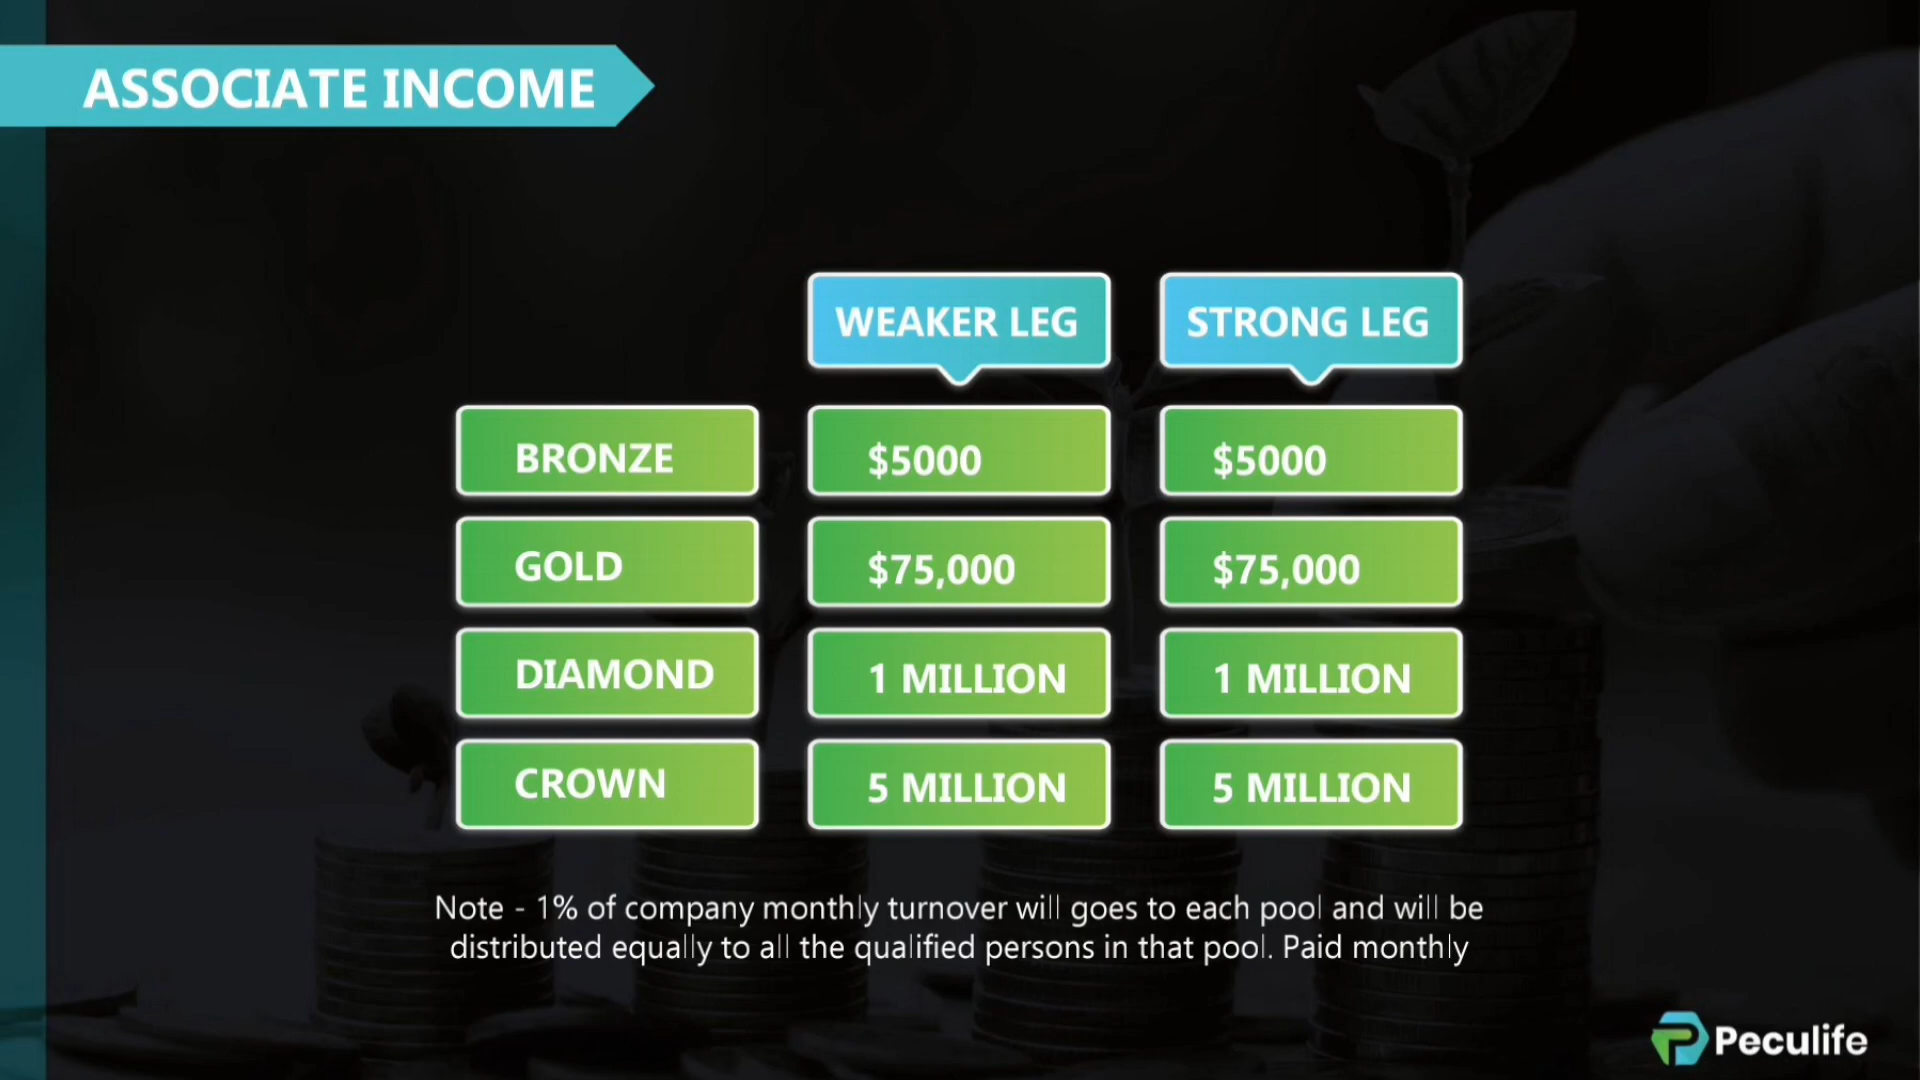 ASSOCIATE INCOME
WEAKER LEG STRONG LEG
BRONZE $5000 $5000
GOLD $75,000 $75,000
DIAMOND 1 MILLION 1 MILLION
CROWN 5 MILLION 5 MILLION
Note - 1% of company monthly turnover will goes to each pool and will be
distributed equally to all the qualified persons in that pool. Paid monthly
Peculife